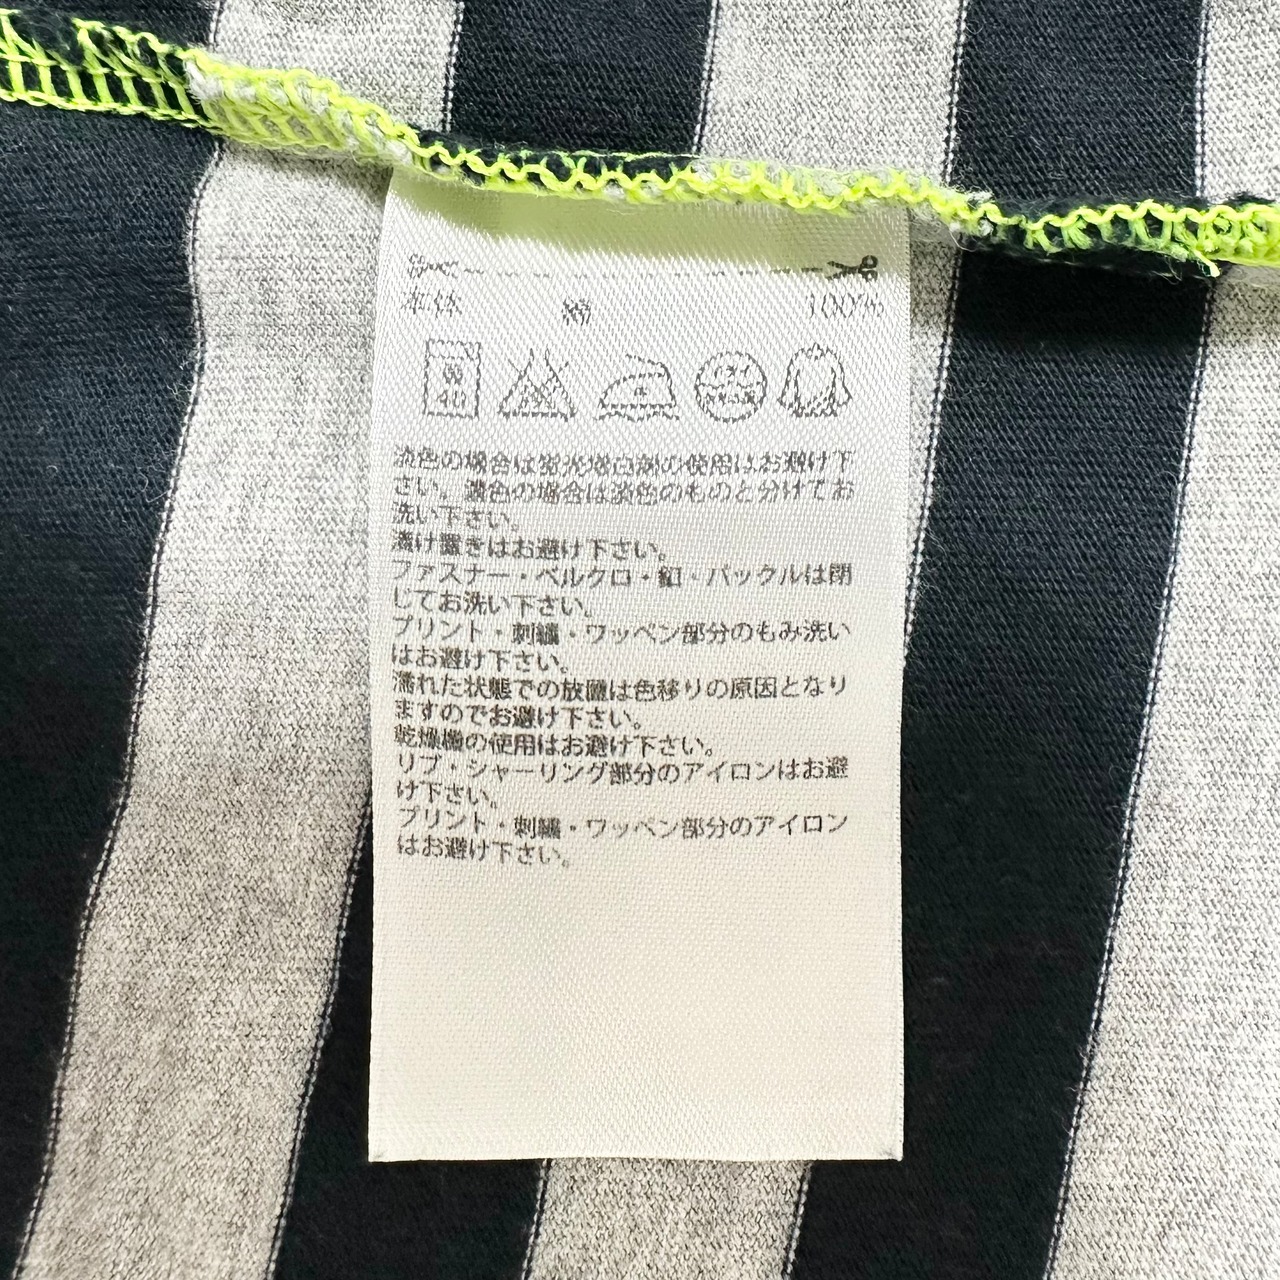 本体 綿 100%
40
淡色の場合は蛍光増白剤の使用はお避け下
さい。濃色の場合は淡色のものと分けてお
洗い下さい。
漬け置きはお避け下さい。
ファスナー・ベルクロ・釦・バックルは閉
してお洗い下さい。
プリント・刺繍・ワッペン部分のもみ洗い
はお避け下さい。
濡れた状態での放置は色移りの原因となり
ますのでお避け下さい。
乾燥機の使用はお避け下さい。
リブ・シャーリング部分のアイロンはお避
け下さい。
プリント・刺繍・ワッペン部分のアイロン
はお避け下さい。